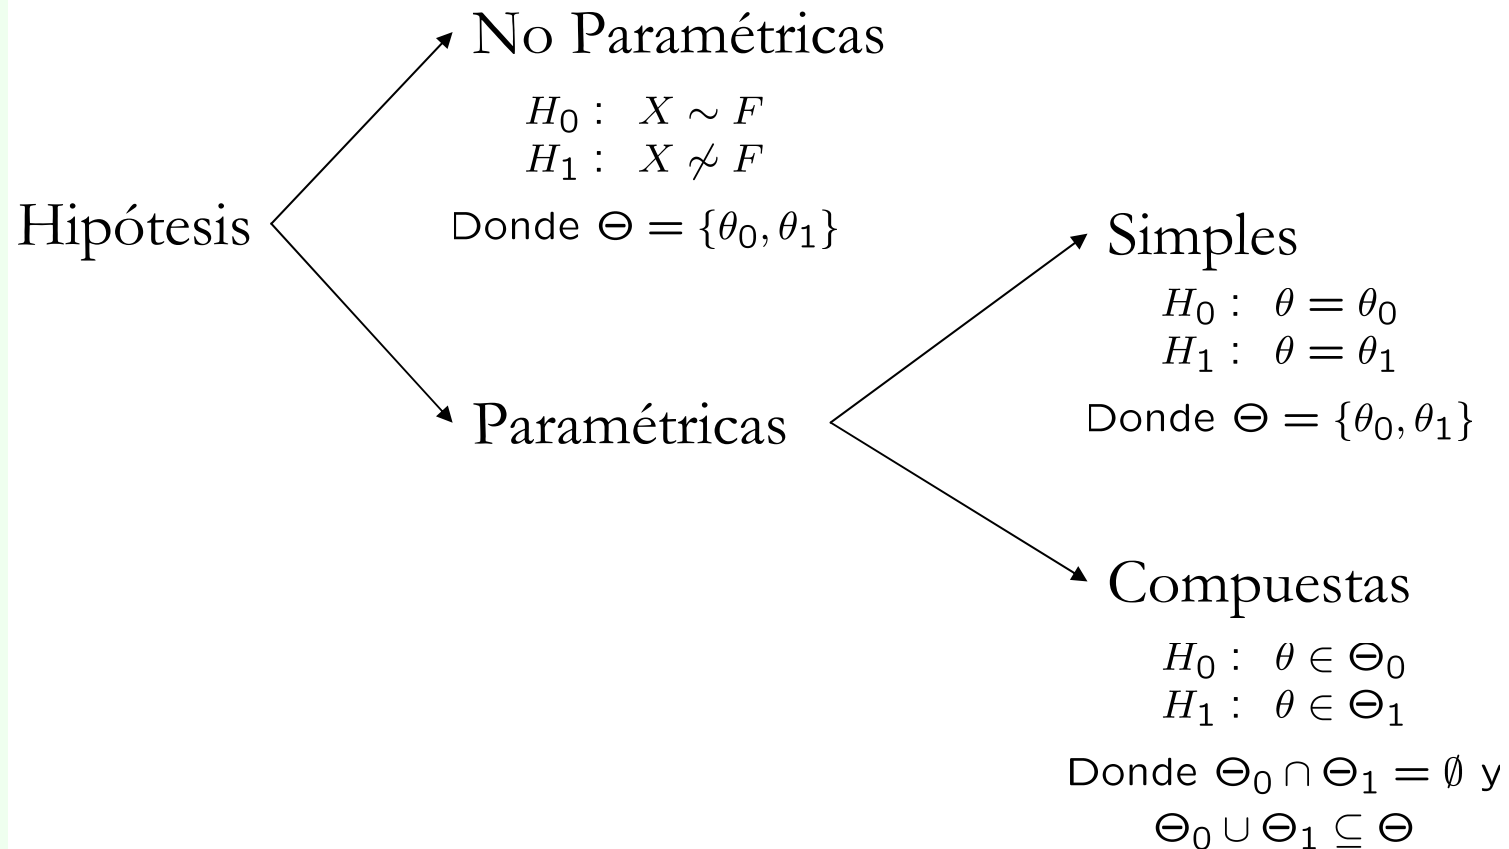 Hipótesis
No Paramétricas
H₀ : X ∼ F
H₁ : X ≁ F
Donde Θ = {θ₀, θ₁}
Paramétricas
Simples
H₀ : θ = θ₀
H₁ : θ = θ₁
Donde Θ = {θ₀, θ₁}
Compuestas
H₀ : θ ∈ Θ₀
H₁ : θ ∈ Θ₁
Donde Θ₀ ∩ Θ₁ = ∅ y
Θ₀ ∪ Θ₁ ⊆ Θ